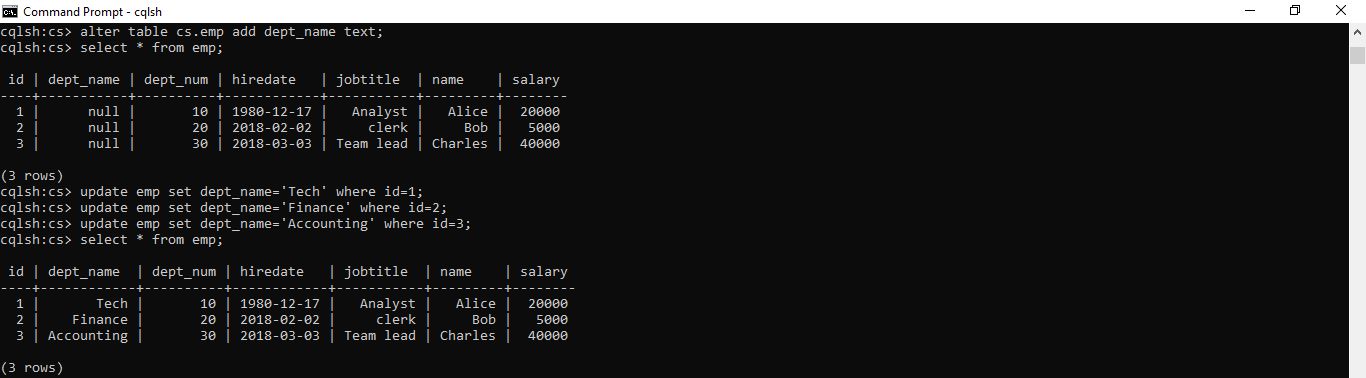 Command Prompt - cqlsh
cqlsh:cs> alter table cs.emp add dept_name text;
cqlsh:cs> select * from emp;
 id | dept_name | dept_num | hiredate   | jobtitle  | name    | salary
----+-----------+----------+------------+-----------+---------+--------
  1 |      null |       10 | 1980-12-17 |   Analyst |   Alice |  20000
  2 |      null |       20 | 2018-02-02 |     clerk |     Bob |   5000
  3 |      null |       30 | 2018-03-03 | Team lead | Charles |  40000
(3 rows)
cqlsh:cs> update emp set dept_name='Tech' where id=1;
cqlsh:cs> update emp set dept_name='Finance' where id=2;
cqlsh:cs> update emp set dept_name='Accounting' where id=3;
cqlsh:cs> select * from emp;
 id | dept_name  | dept_num | hiredate   | jobtitle  | name    | salary
----+------------+----------+------------+-----------+---------+--------
  1 |       Tech |       10 | 1980-12-17 |   Analyst |   Alice |  20000
  2 |    Finance |       20 | 2018-02-02 |     clerk |     Bob |   5000
  3 | Accounting |       30 | 2018-03-03 | Team lead | Charles |  40000
(3 rows)